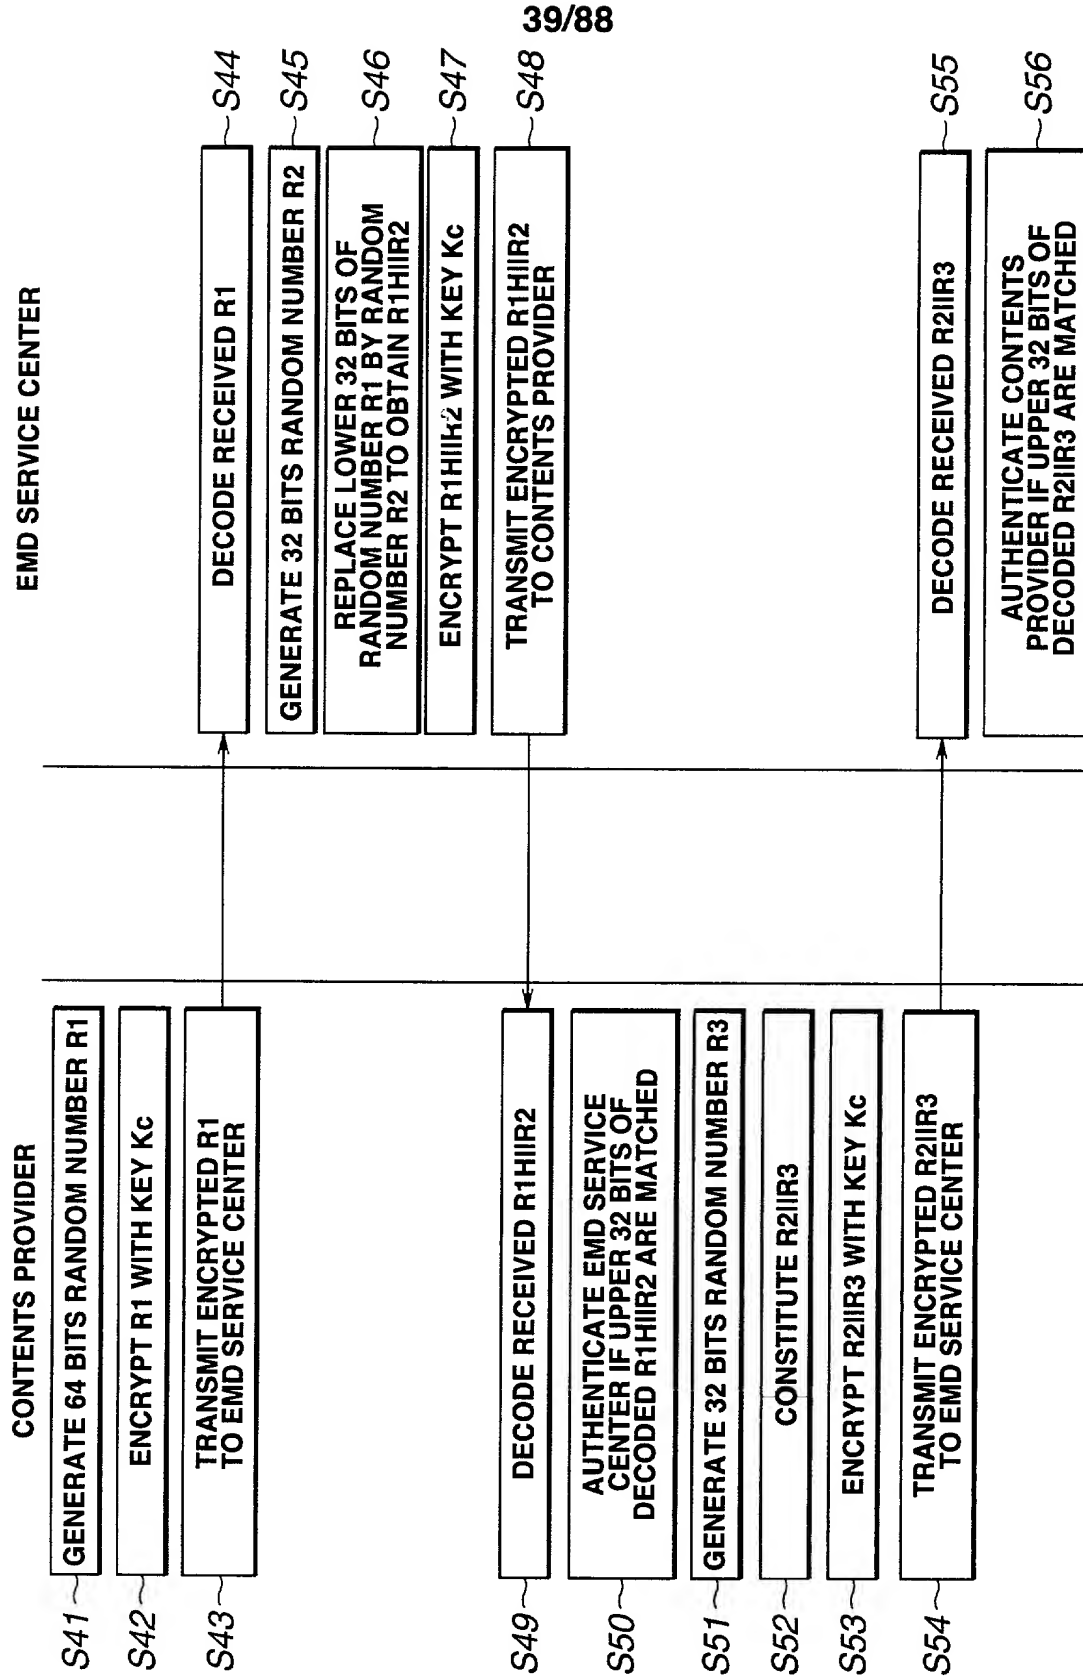 39/88
CONTENTS PROVIDER
EMD SERVICE CENTER
S41
GENERATE 64 BITS RANDOM NUMBER R1
S42
ENCRYPT R1 WITH KEY Kc
S43
TRANSMIT ENCRYPTED R1
TO EMD SERVICE CENTER
DECODE RECEIVED R1
S44
GENERATE 32 BITS RANDOM NUMBER R2
S45
REPLACE LOWER 32 BITS OF
RANDOM NUMBER R1 BY RANDOM
NUMBER R2 TO OBTAIN R1HIIR2
S46
ENCRYPT R1HIIR2 WITH KEY Kc
S47
TRANSMIT ENCRYPTED R1HIIR2
TO CONTENTS PROVIDER
S48
S49
DECODE RECEIVED R1HIIR2
S50
AUTHENTICATE EMD SERVICE
CENTER IF UPPER 32 BITS OF
DECODED R1HIIR2 ARE MATCHED
S51
GENERATE 32 BITS RANDOM NUMBER R3
S52
CONSTITUTE R2IIR3
S53
ENCRYPT R2IIR3 WITH KEY Kc
S54
TRANSMIT ENCRYPTED R2IIR3
TO EMD SERVICE CENTER
DECODE RECEIVED R2IIR3
S55
AUTHENTICATE CONTENTS
PROVIDER IF UPPER 32 BITS OF
DECODED R2IIR3 ARE MATCHED
S56